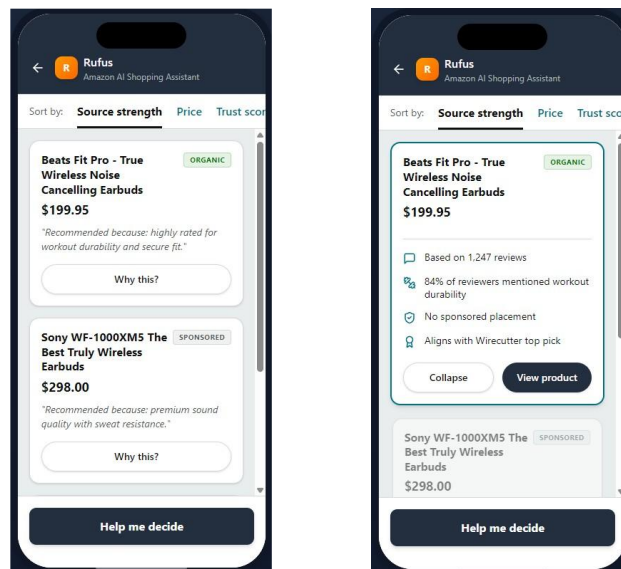 Rufus
Amazon AI Shopping Assistant
Sort by: Source strength Price Trust scor
Beats Fit Pro - True
Wireless Noise
Cancelling Earbuds
ORGANIC
$199.95
"Recommended because: highly rated for
workout durability and secure fit."
Why this?
Sony WF-1000XM5 The
Best Truly Wireless
Earbuds
SPONSORED
$298.00
"Recommended because: premium sound
quality with sweat resistance."
Why this?
Help me decide
R
Rufus
Amazon AI Shopping Assistant
Sort by: Source strength Price Trust sco
Beats Fit Pro - True
Wireless Noise
Cancelling Earbuds
ORGANIC
$199.95
Based on 1,247 reviews
84% of reviewers mentioned workout
durability
No sponsored placement
Aligns with Wirecutter top pick
Collapse View product
Sony WF-1000XM5 The
Best Truly Wireless
Earbuds
SPONSORED
$298.00
Help me decide
R